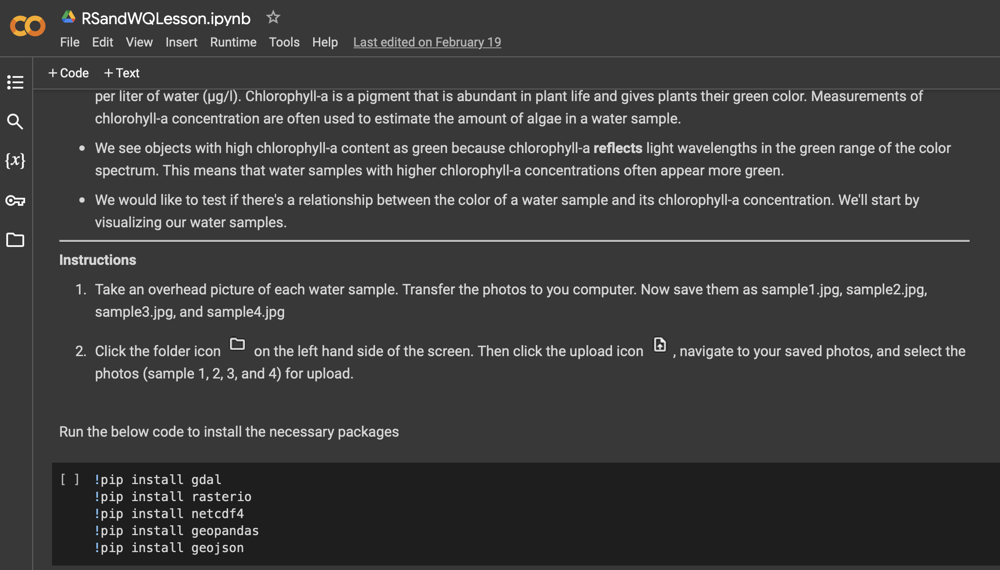 RSandWQLesson.ipynb
File Edit View Insert Runtime Tools Help Last edited on February 19
+ Code + Text
per liter of water (μg/l). Chlorophyll-a is a pigment that is abundant in plant life and gives plants their green color. Measurements of
chlorohyll-a concentration are often used to estimate the amount of algae in a water sample.
• We see objects with high chlorophyll-a content as green because chlorophyll-a reflects light wavelengths in the green range of the color
spectrum. This means that water samples with higher chlorophyll-a concentrations often appear more green.
• We would like to test if there's a relationship between the color of a water sample and its chlorophyll-a concentration. We'll start by
visualizing our water samples.
{x}
Instructions
1. Take an overhead picture of each water sample. Transfer the photos to you computer. Now save them as sample1.jpg, sample2.jpg,
sample3.jpg, and sample4.jpg
2. Click the folder icon on the left hand side of the screen. Then click the upload icon , navigate to your saved photos, and select the
photos (sample 1, 2, 3, and 4) for upload.
Run the below code to install the necessary packages
[ ] !pip install gdal
!pip install rasterio
!pip install netcdf4
!pip install geopandas
!pip install geojson